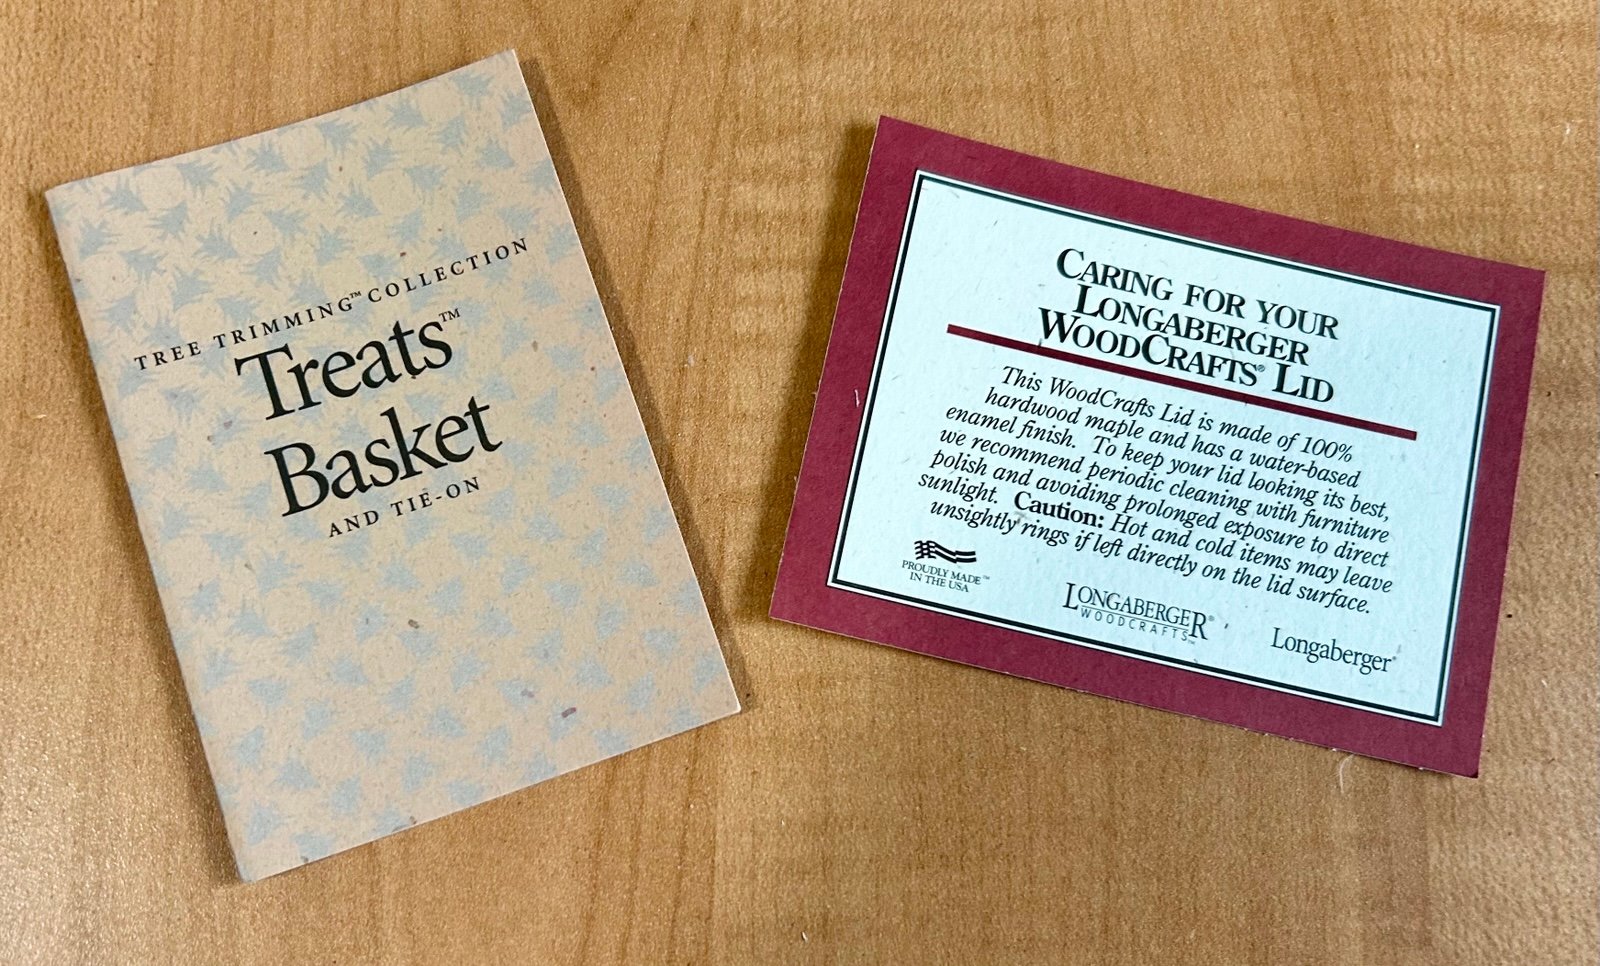 TREE TRIMMING™ COLLECTION
Treats™
Basket
AND TIE-ON
CARING FOR YOUR
LONGABERGER
WOODCRAFTS® LID
This WoodCrafts Lid is made of 100%
hardwood maple and has a water-based
enamel finish. To keep your lid looking its best,
we recommend periodic cleaning with furniture
polish and avoiding prolonged exposure to direct
sunlight. Caution: Hot and cold items may leave
unsightly rings if left directly on the lid surface.
PROUDLY MADE™
IN THE USA
LONGABERGER®
WOODCRAFTS™
Longaberger®